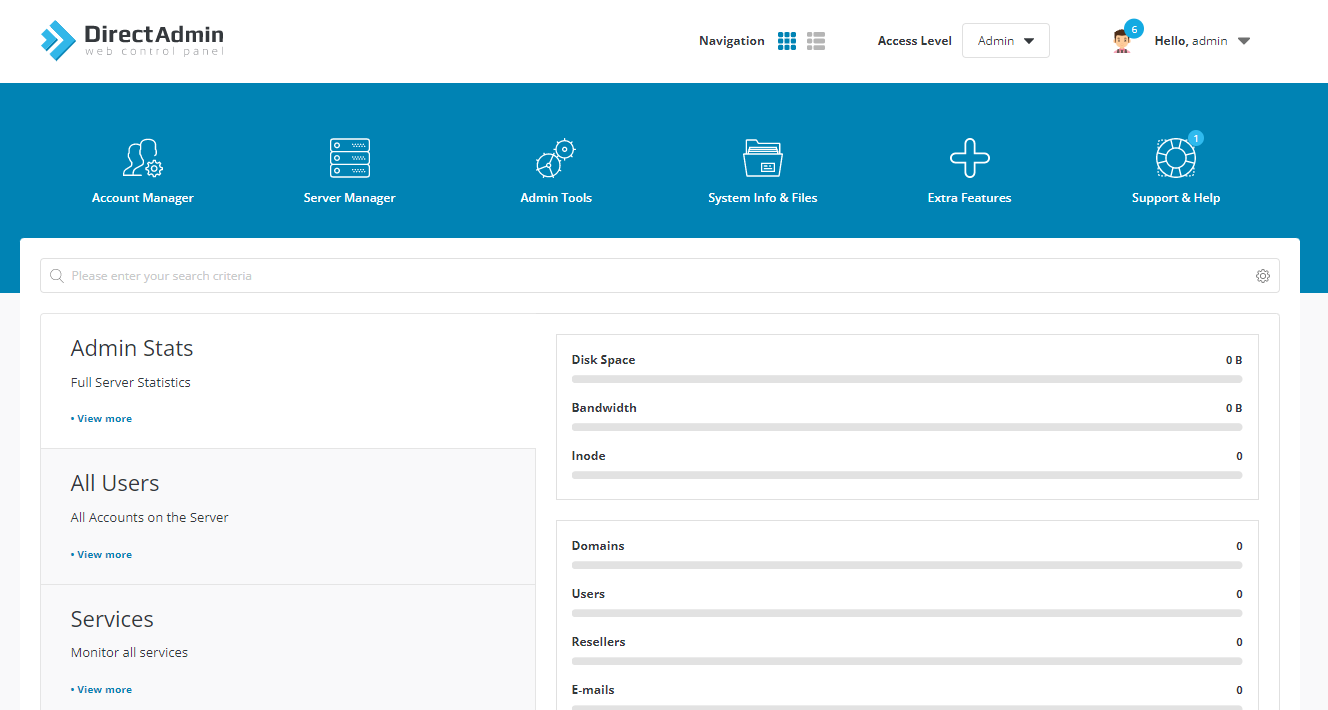 DirectAdmin
web control panel
Navigation
Access Level
Admin
6
Hello, admin
Account Manager
Server Manager
Admin Tools
System Info & Files
Extra Features
1
Support & Help
Please enter your search criteria
Admin Stats
Full Server Statistics
• View more
All Users
All Accounts on the Server
• View more
Services
Monitor all services
• View more
Disk Space 0 B
Bandwidth 0 B
Inode 0
Domains 0
Users 0
Resellers 0
E-mails 0